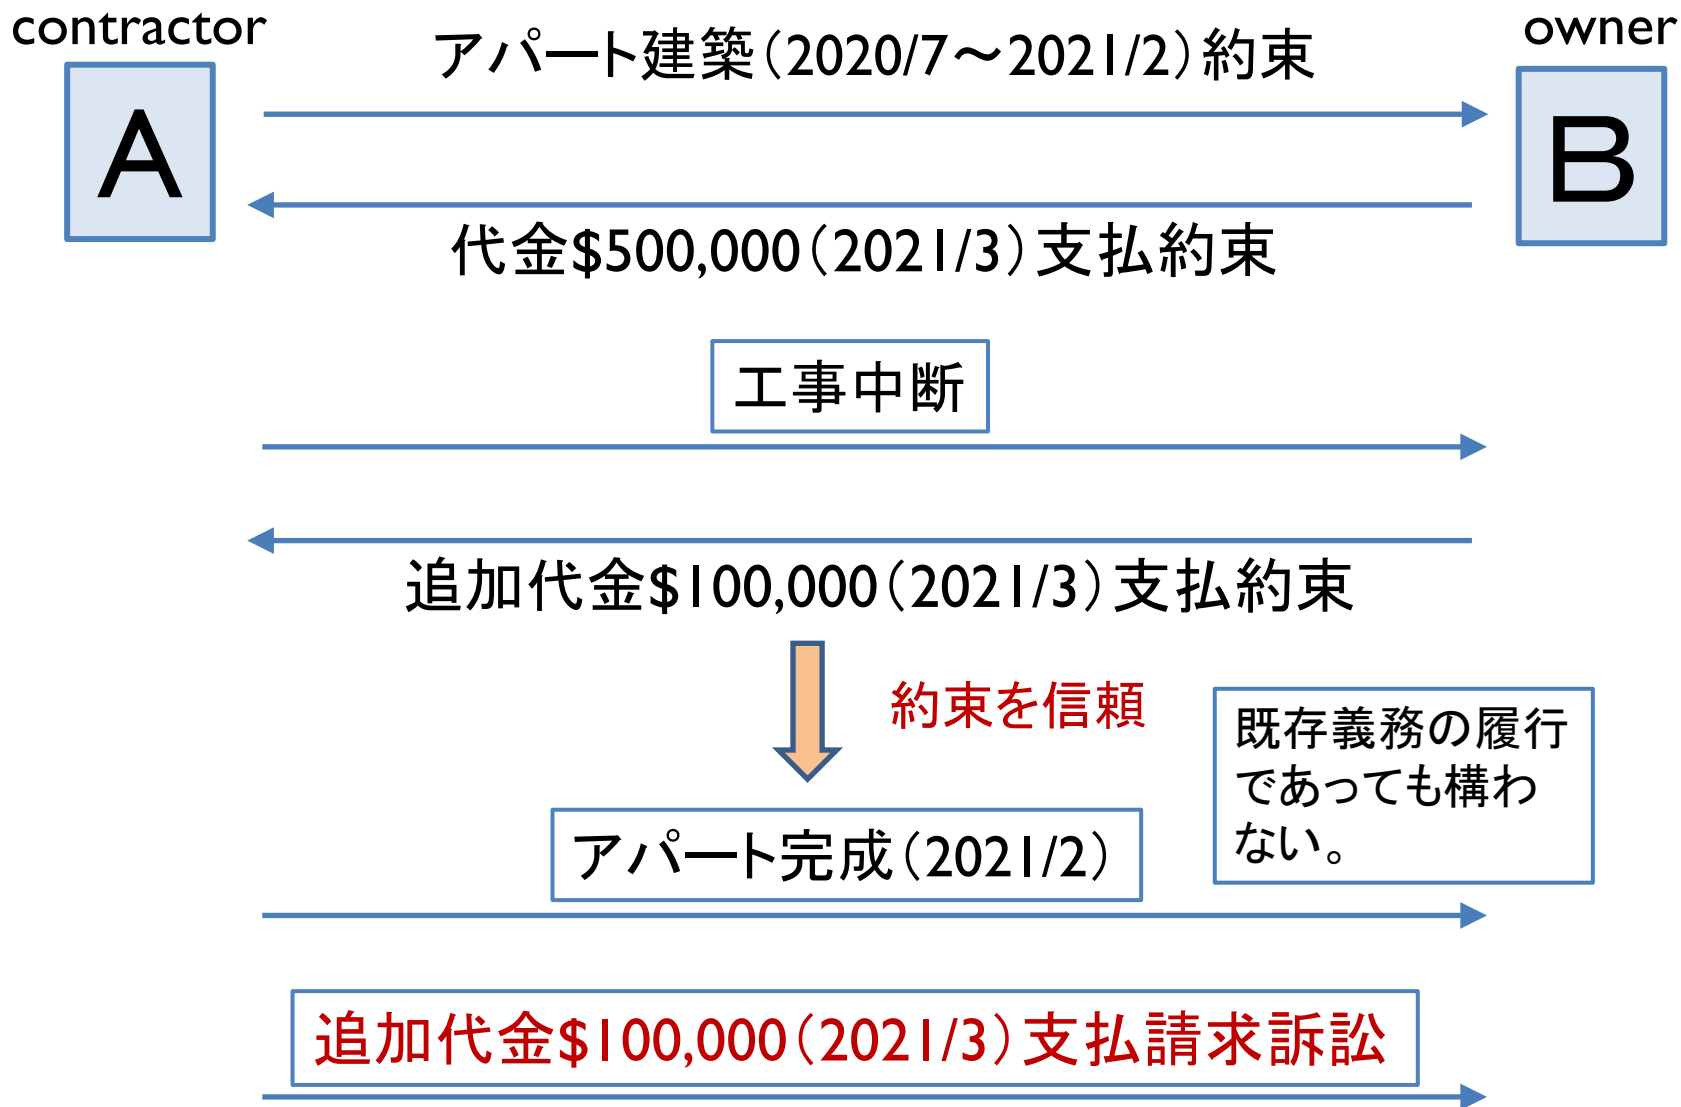 contractor
owner
アパート建築（2020/7～2021/2）約束
A
B
代金$500,000（2021/3）支払約束
工事中断
追加代金$100,000（2021/3）支払約束
約束を信頼
既存義務の履行
であっても構わ
ない。
アパート完成（2021/2）
追加代金$100,000（2021/3）支払請求訴訟